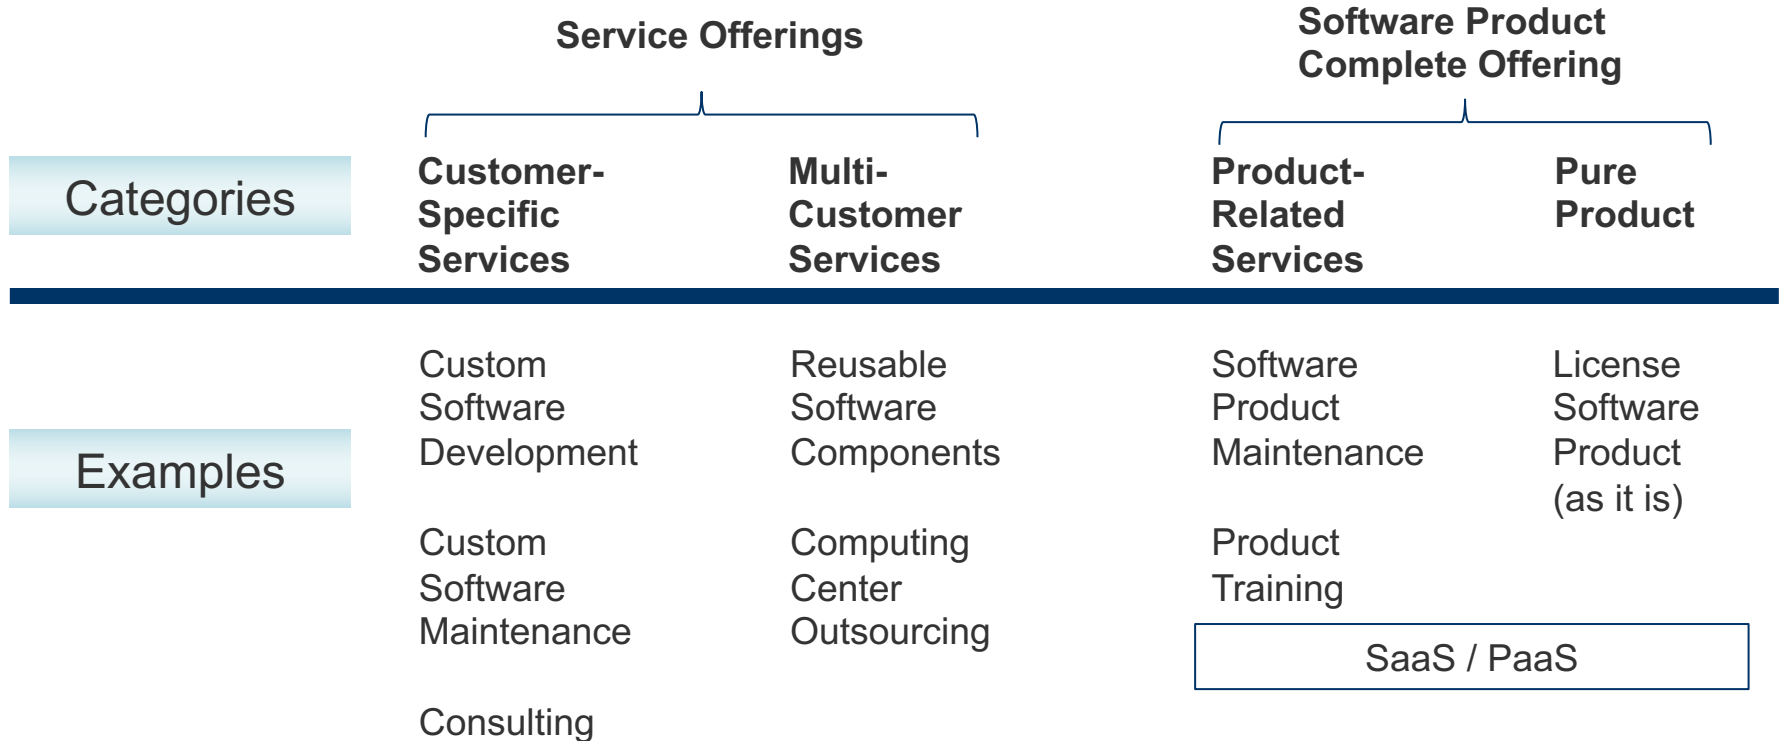 Service Offerings
Software Product
Complete Offering
Categories
Customer-
Specific
Services
Multi-
Customer
Services
Product-
Related
Services
Pure
Product
Examples
Custom
Software
Development
Custom
Software
Maintenance
Consulting
Reusable
Software
Components
Computing
Center
Outsourcing
Software
Product
Maintenance
Product
Training
License
Software
Product
(as it is)
SaaS / PaaS